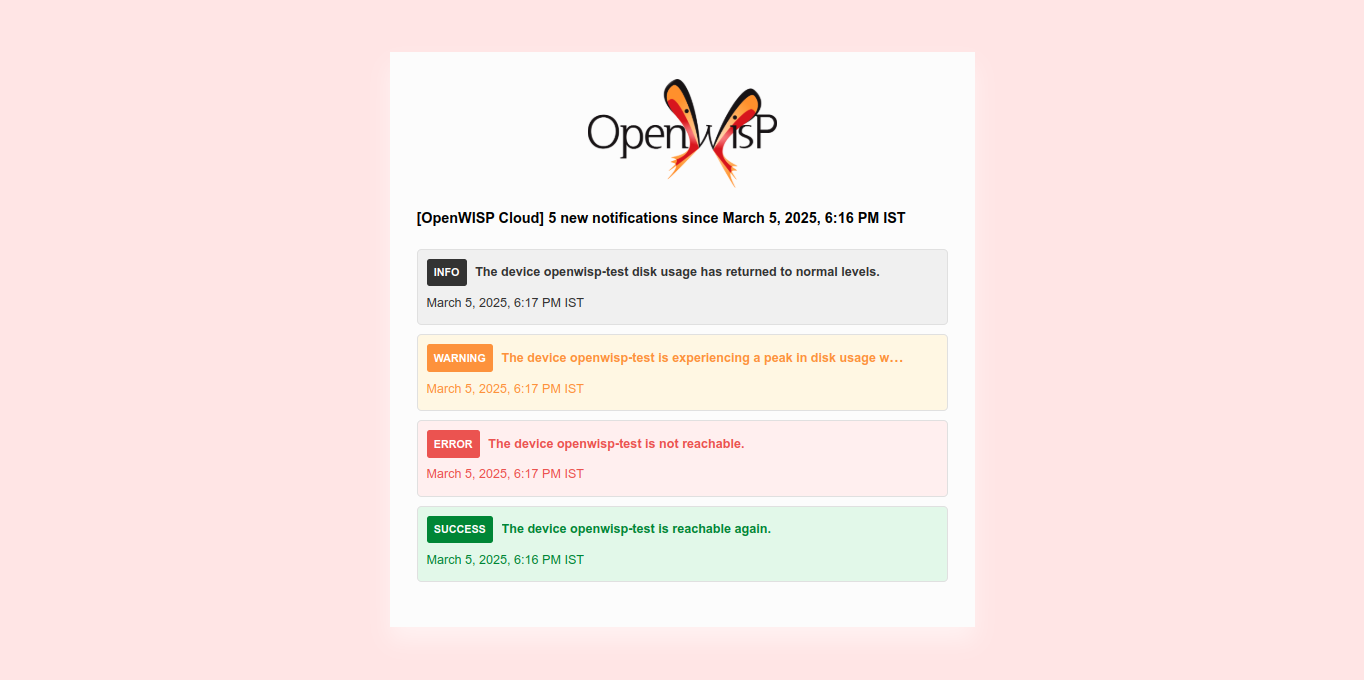 OpenWISP
[OpenWISP Cloud] 5 new notifications since March 5, 2025, 6:16 PM IST
INFO The device openwisp-test disk usage has returned to normal levels.
March 5, 2025, 6:17 PM IST
WARNING The device openwisp-test is experiencing a peak in disk usage w...
March 5, 2025, 6:17 PM IST
ERROR The device openwisp-test is not reachable.
March 5, 2025, 6:17 PM IST
SUCCESS The device openwisp-test is reachable again.
March 5, 2025, 6:16 PM IST